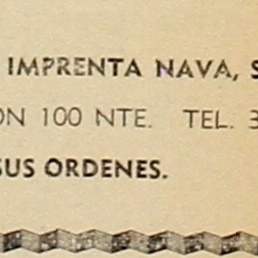 IMPRENTA NAVA, S
ON 100 NTE. TEL. 3
SUS ORDENES.